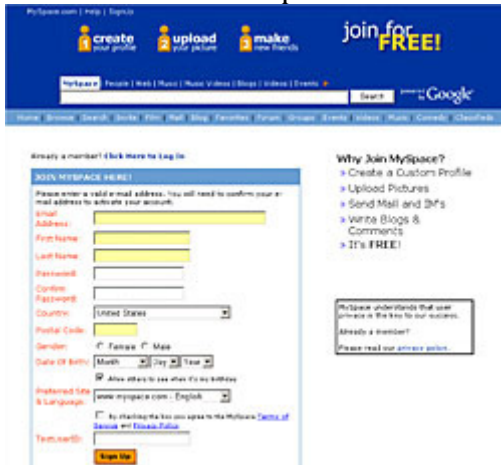 MySpace.com | Help | SignUp
1 create your profile
2 upload your picture
3 make new friends
join for FREE!
MySpace | People | Web | Music | Music Videos | Blogs | Videos | Events
Search
powered by Google
Home | Browse | Search | Invite | Film | Mail | Blog | Favorites | Forum | Groups | Events | Videos | Music | Comedy | Classifieds
Already a member? Click Here to Log In
JOIN MYSPACE HERE!
Please enter a valid e-mail address. You will need to confirm your e-
mail address to activate your account.
Email
Address:
First Name:
Last Name:
Password:
Confirm
Password:
Country: United States
Postal Code:
Gender: Female Male
Date Of Birth: Month Day Year
Allow others to see when it's my birthday
Preferred Site
& Language: www.myspace.com - English
By checking the box you agree to the MySpace Terms of
Service and Privacy Policy
Sign Up
Why Join MySpace?
» Create a Custom Profile
» Upload Pictures
» Send Mail and IM's
» Write Blogs &
Comments
» It's FREE!
MySpace understands that user
privacy is the key to our success.
Already a member?
Please read our privacy policy.